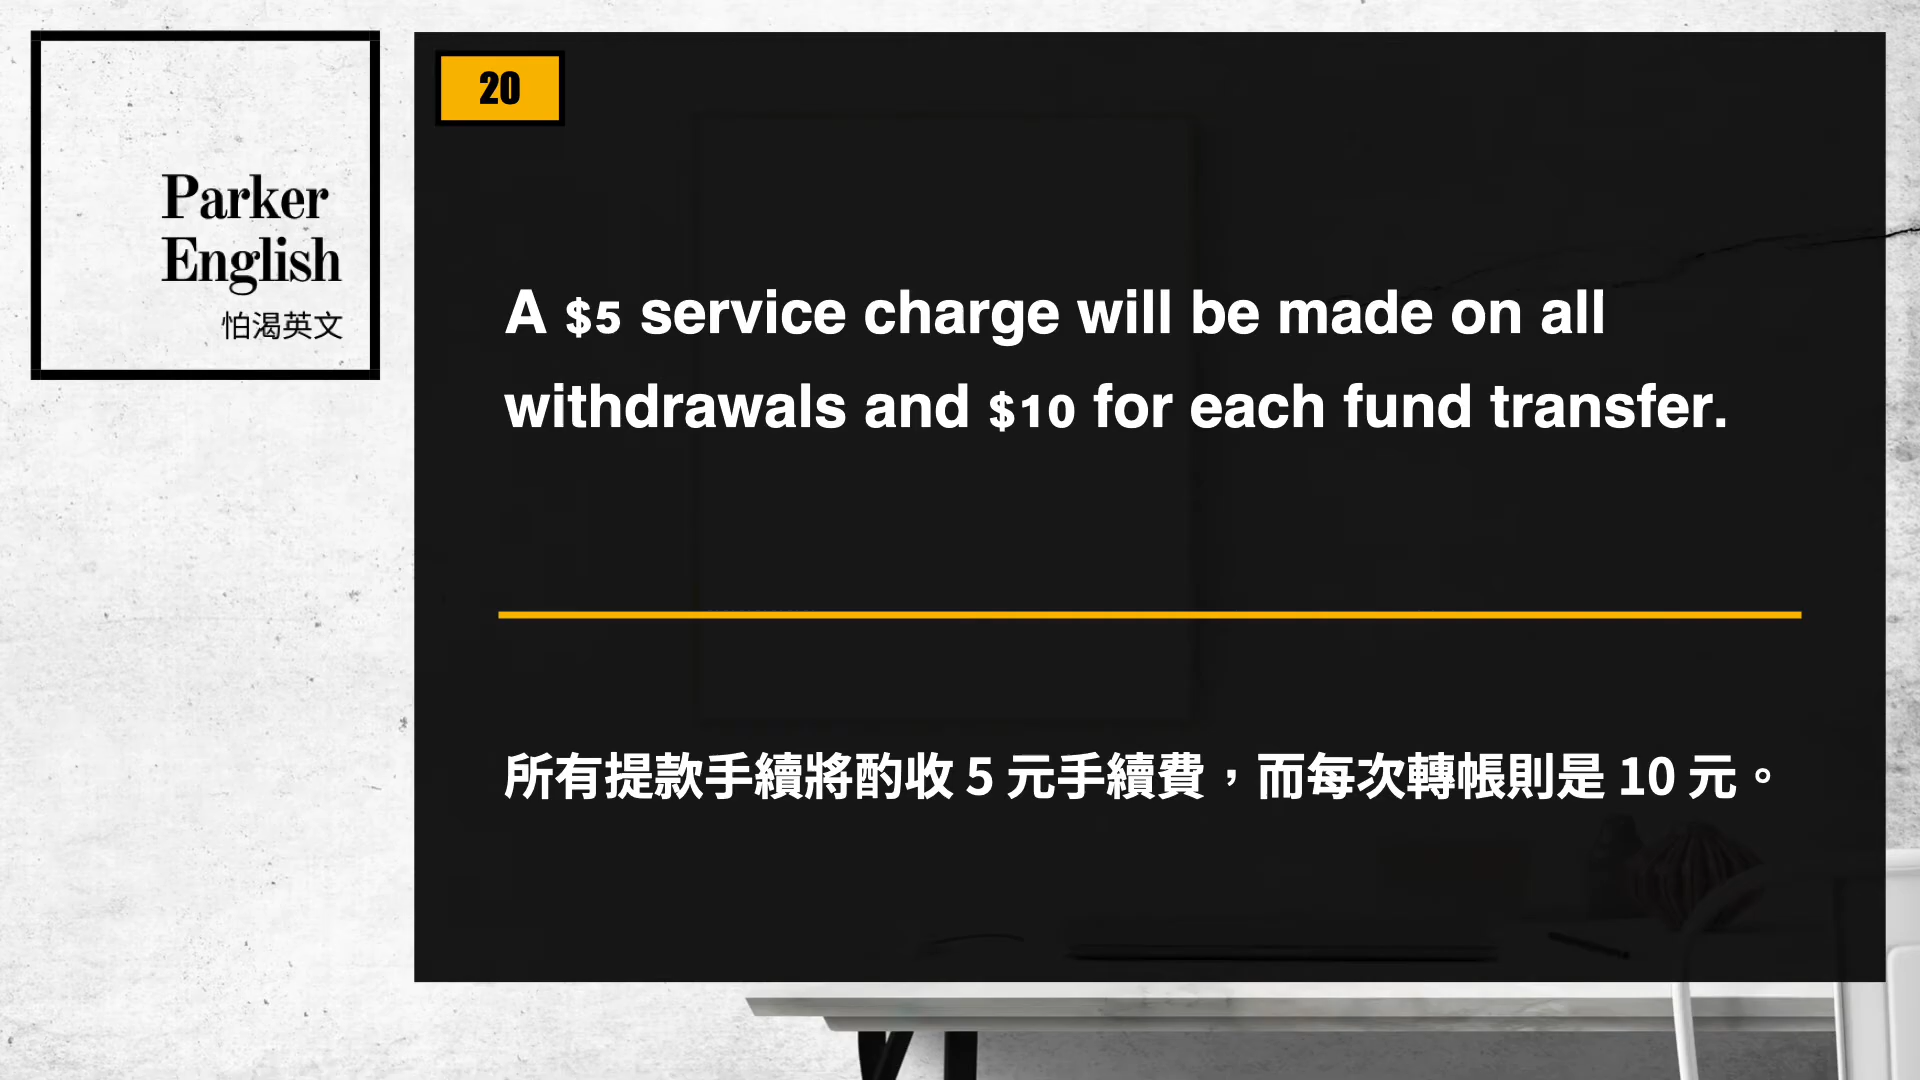 Parker
English
怕渴英文
20
A $5 service charge will be made on all
withdrawals and $10 for each fund transfer.
所有提款手續將酌收 5 元手續費，而每次轉帳則是 10 元。